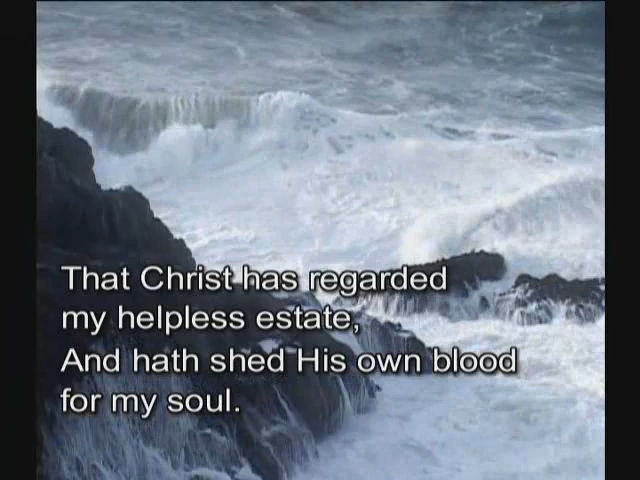 That Christ has regarded
my helpless estate,
And hath shed His own blood
for my soul.